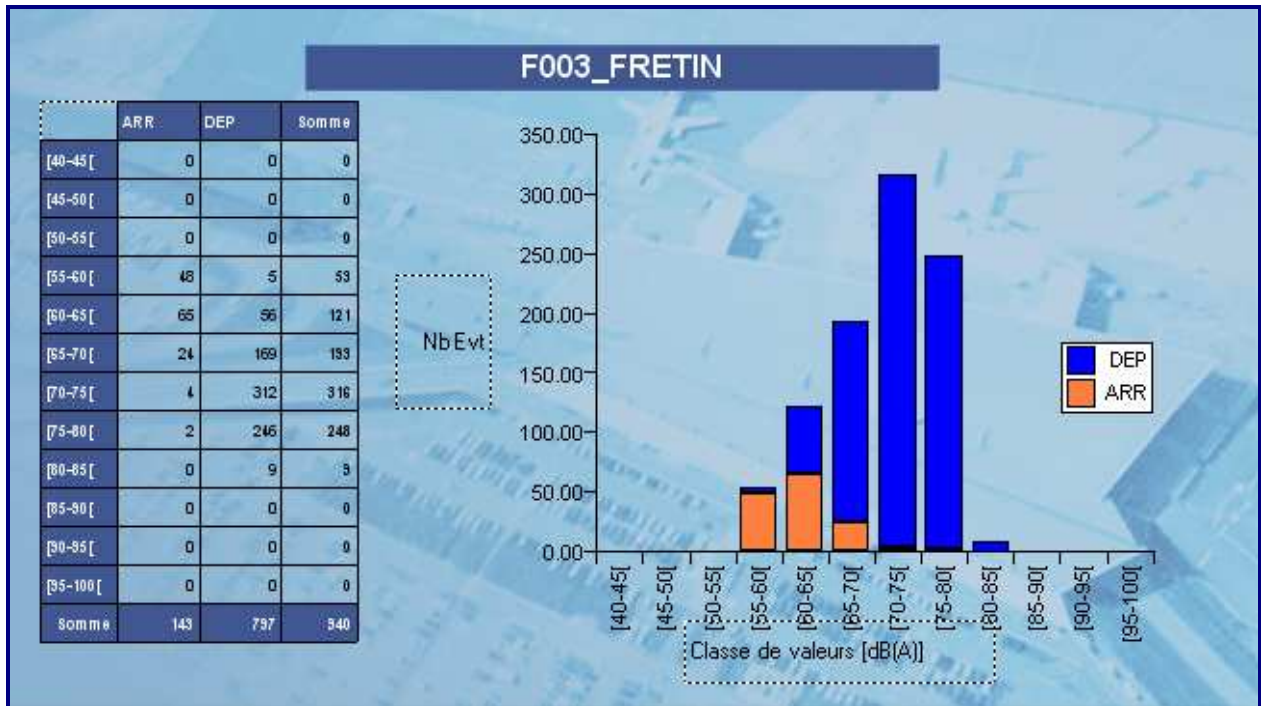 F003_FRETIN
ARR DEP Somme
[40-45[ 0 0 0
[45-50[ 0 0 0
[50-55[ 0 0 0
[55-60[ 48 5 53
[60-65[ 65 56 121
[65-70[ 24 169 193
[70-75[ 4 312 316
[75-80[ 2 246 248
[80-85[ 0 9 9
[85-90[ 0 0 0
[90-95[ 0 0 0
[95-100[ 0 0 0
Somme 143 797 940
Nb Evt
350.00
300.00
250.00
200.00
150.00
100.00
50.00
0.00
[40-45[ [45-50[ [50-55[ [55-60[ [60-65[ [65-70[ [70-75[ [75-80[ [80-85[ [85-90[ [90-95[ [95-100[
Classe de valeurs [dB(A)]
DEP
ARR